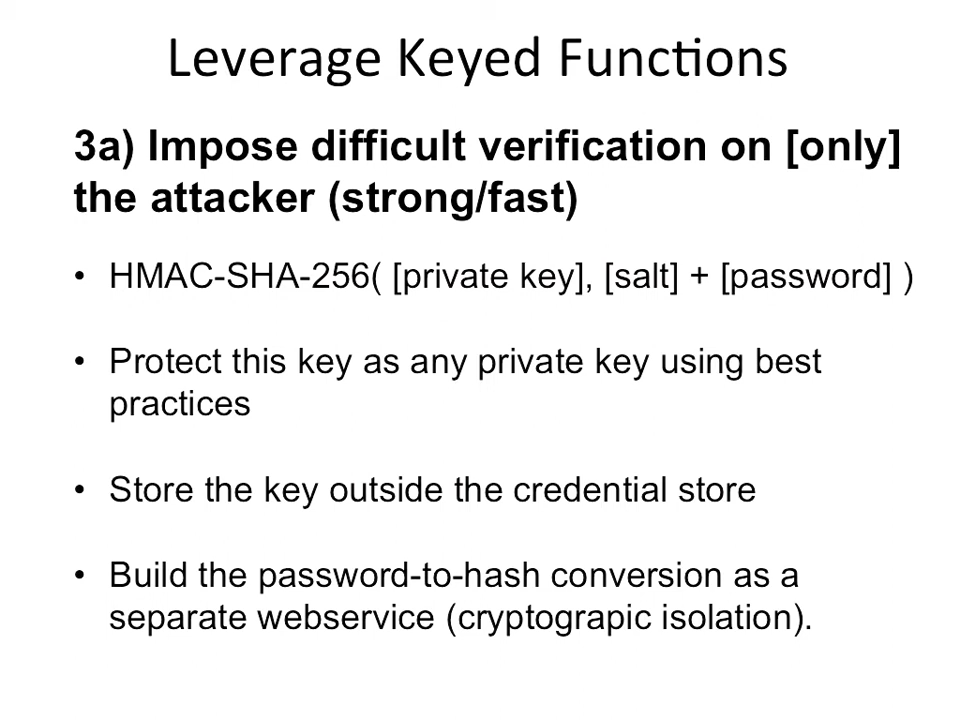 Leverage Keyed Functions
3a) Impose difficult verification on [only]
the attacker (strong/fast)
• HMAC-SHA-256( [private key], [salt] + [password] )
• Protect this key as any private key using best
practices
• Store the key outside the credential store
• Build the password-to-hash conversion as a
separate webservice (cryptograpic isolation).